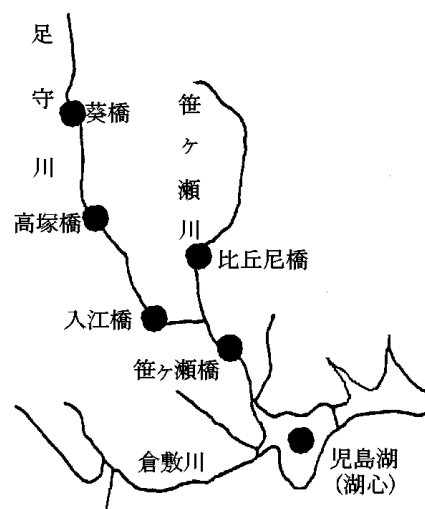 足守川
葵橋
高塚橋
入江橋
笹ヶ瀬川
比丘尼橋
笹ヶ瀬橋
倉敷川
児島湖
(湖心)